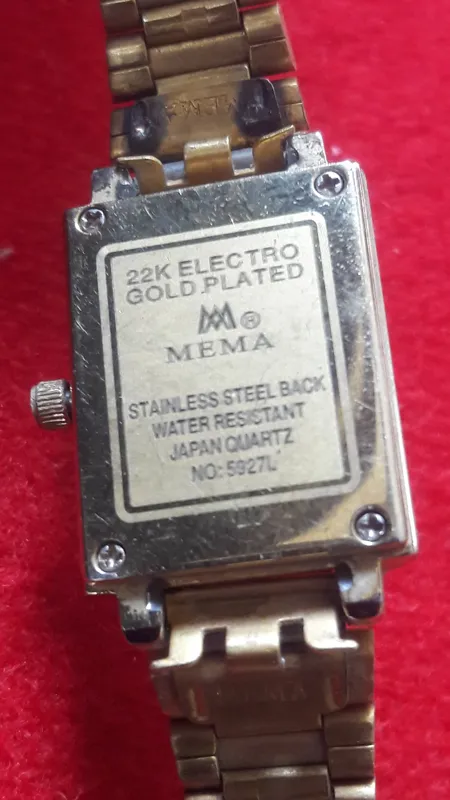 22K ELECTRO
GOLD PLATED
®
MEMA
STAINLESS STEEL BACK
WATER RESISTANT
JAPAN QUARTZ
NO: 5927L